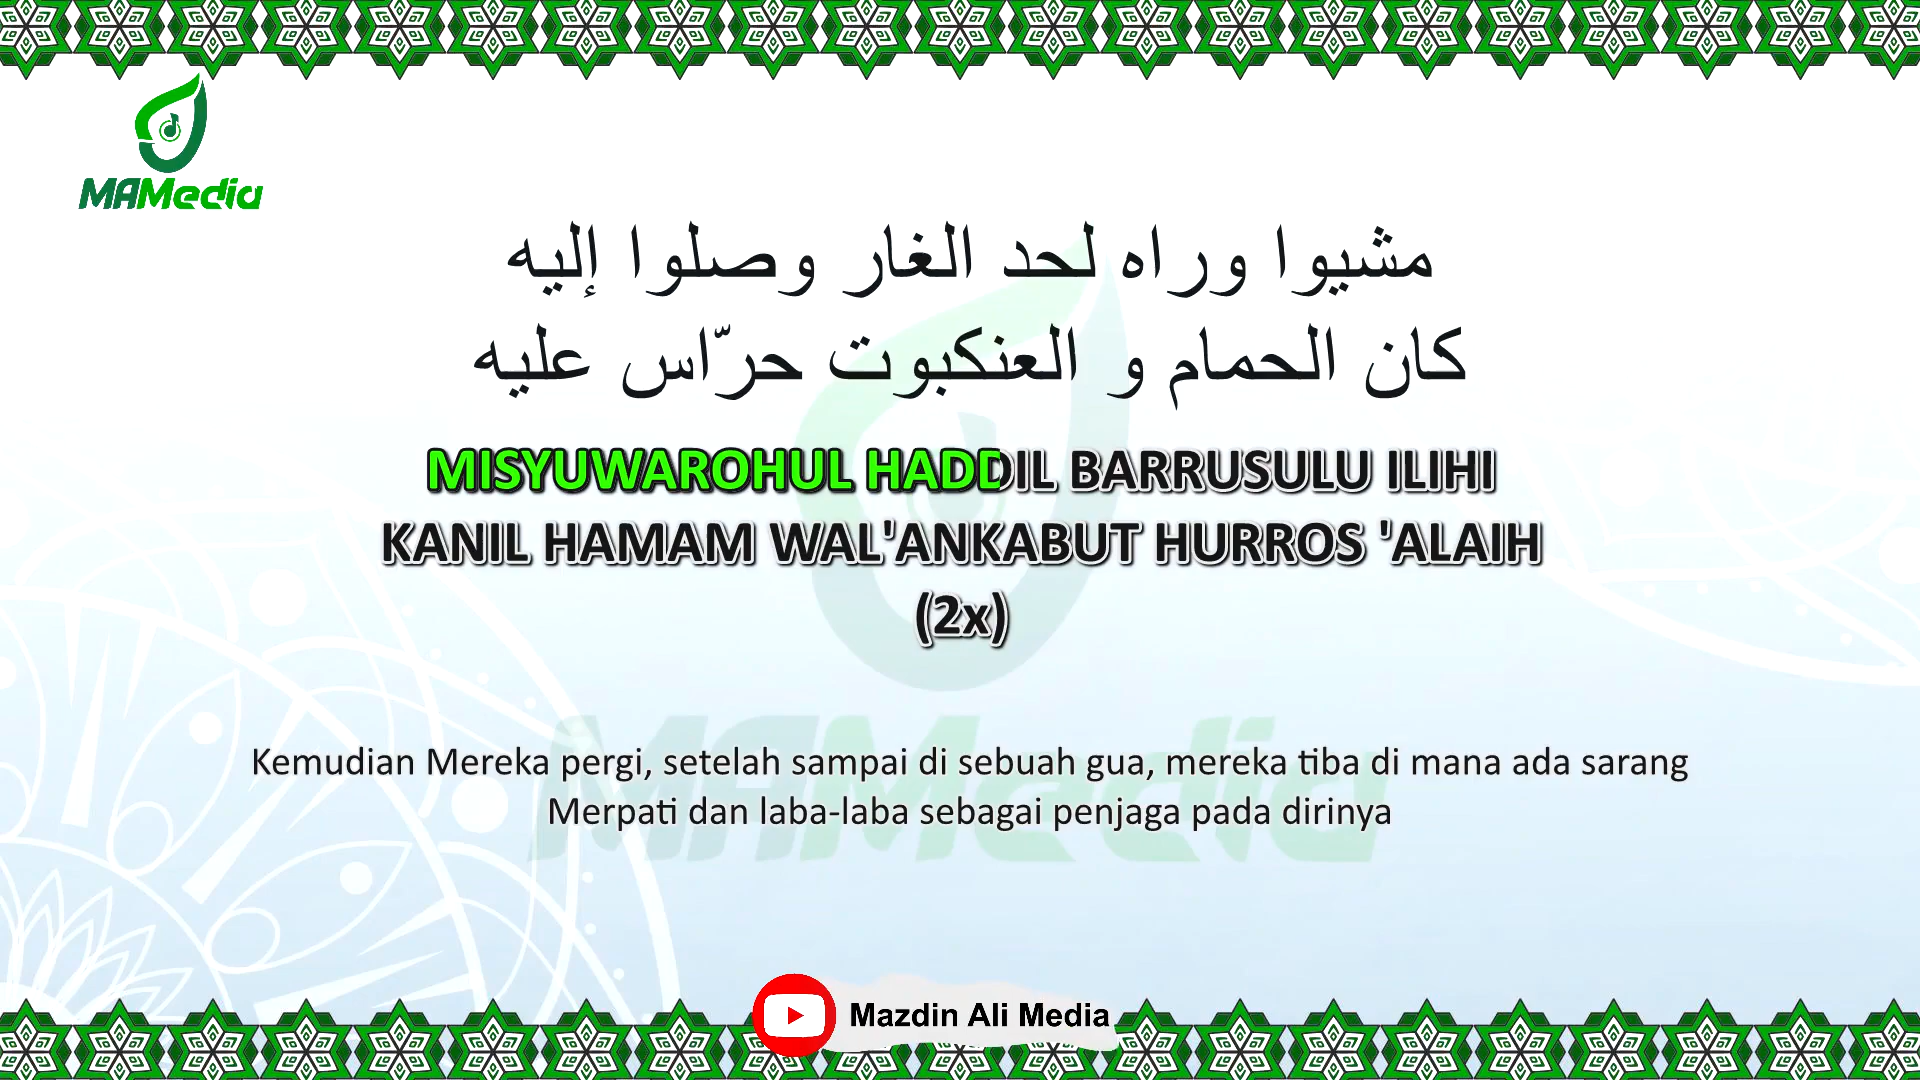 MAMedia
مشيوا وراه لحد الغار وصلوا إليه
كان الحمام و العنكبوت حرّاس عليه
MISYUWAROHUL HADDIL BARRUSULU ILIHI
KANIL HAMAM WAL'ANKABUT HURROS 'ALAIH
(2x)
MAMedia
Kemudian Mereka pergi, setelah sampai di sebuah gua, mereka tiba di mana ada sarang
Merpati dan laba-laba sebagai penjaga pada dirinya
Mazdin Ali Media